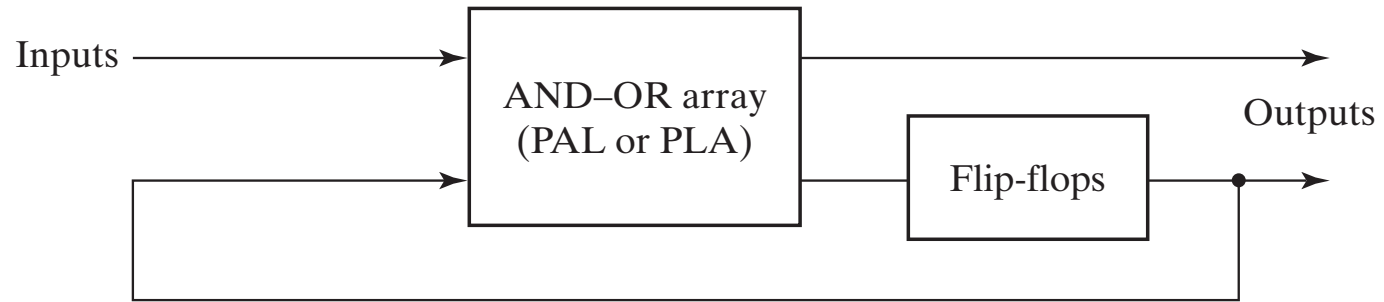 Inputs
AND–OR array
(PAL or PLA)
Outputs
Flip-flops